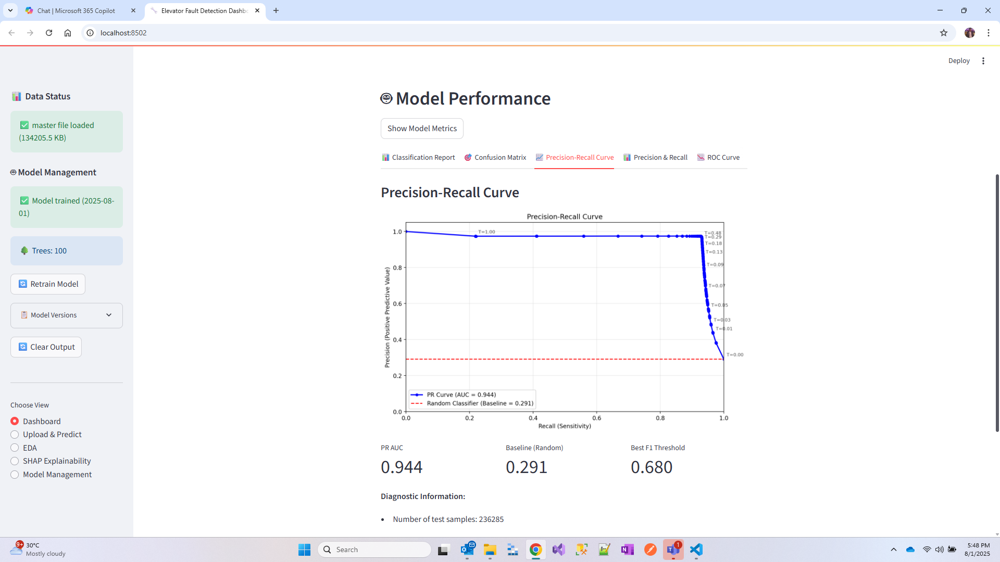 Chat | Microsoft 365 Copilot
Elevator Fault Detection Dashbo
localhost:8502
Deploy
Data Status
master file loaded
(134205.5 KB)
Model Management
Model trained (2025-08-
01)
Trees: 100
Retrain Model
Model Versions
Clear Output
Choose View
Dashboard
Upload & Predict
EDA
SHAP Explainability
Model Management
Model Performance
Show Model Metrics
Classification Report
Confusion Matrix
Precision-Recall Curve
Precision & Recall
ROC Curve
Precision-Recall Curve
Precision-Recall Curve
Precision (Positive Predictive Value)
1.0
0.8
0.6
0.4
0.2
0.0
T=1.00
T=0.48
T=0.29
T=0.18
T=0.13
T=0.09
T=0.07
T=0.05
T=0.03
T=0.01
T=0.00
PR Curve (AUC = 0.944)
Random Classifier (Baseline = 0.291)
0.0 0.2 0.4 0.6 0.8 1.0
Recall (Sensitivity)
PR AUC
0.944
Baseline (Random)
0.291
Best F1 Threshold
0.680
Diagnostic Information:
Number of test samples: 236285
9+
30°C
Mostly cloudy
Search
1
5:48 PM
8/1/2025